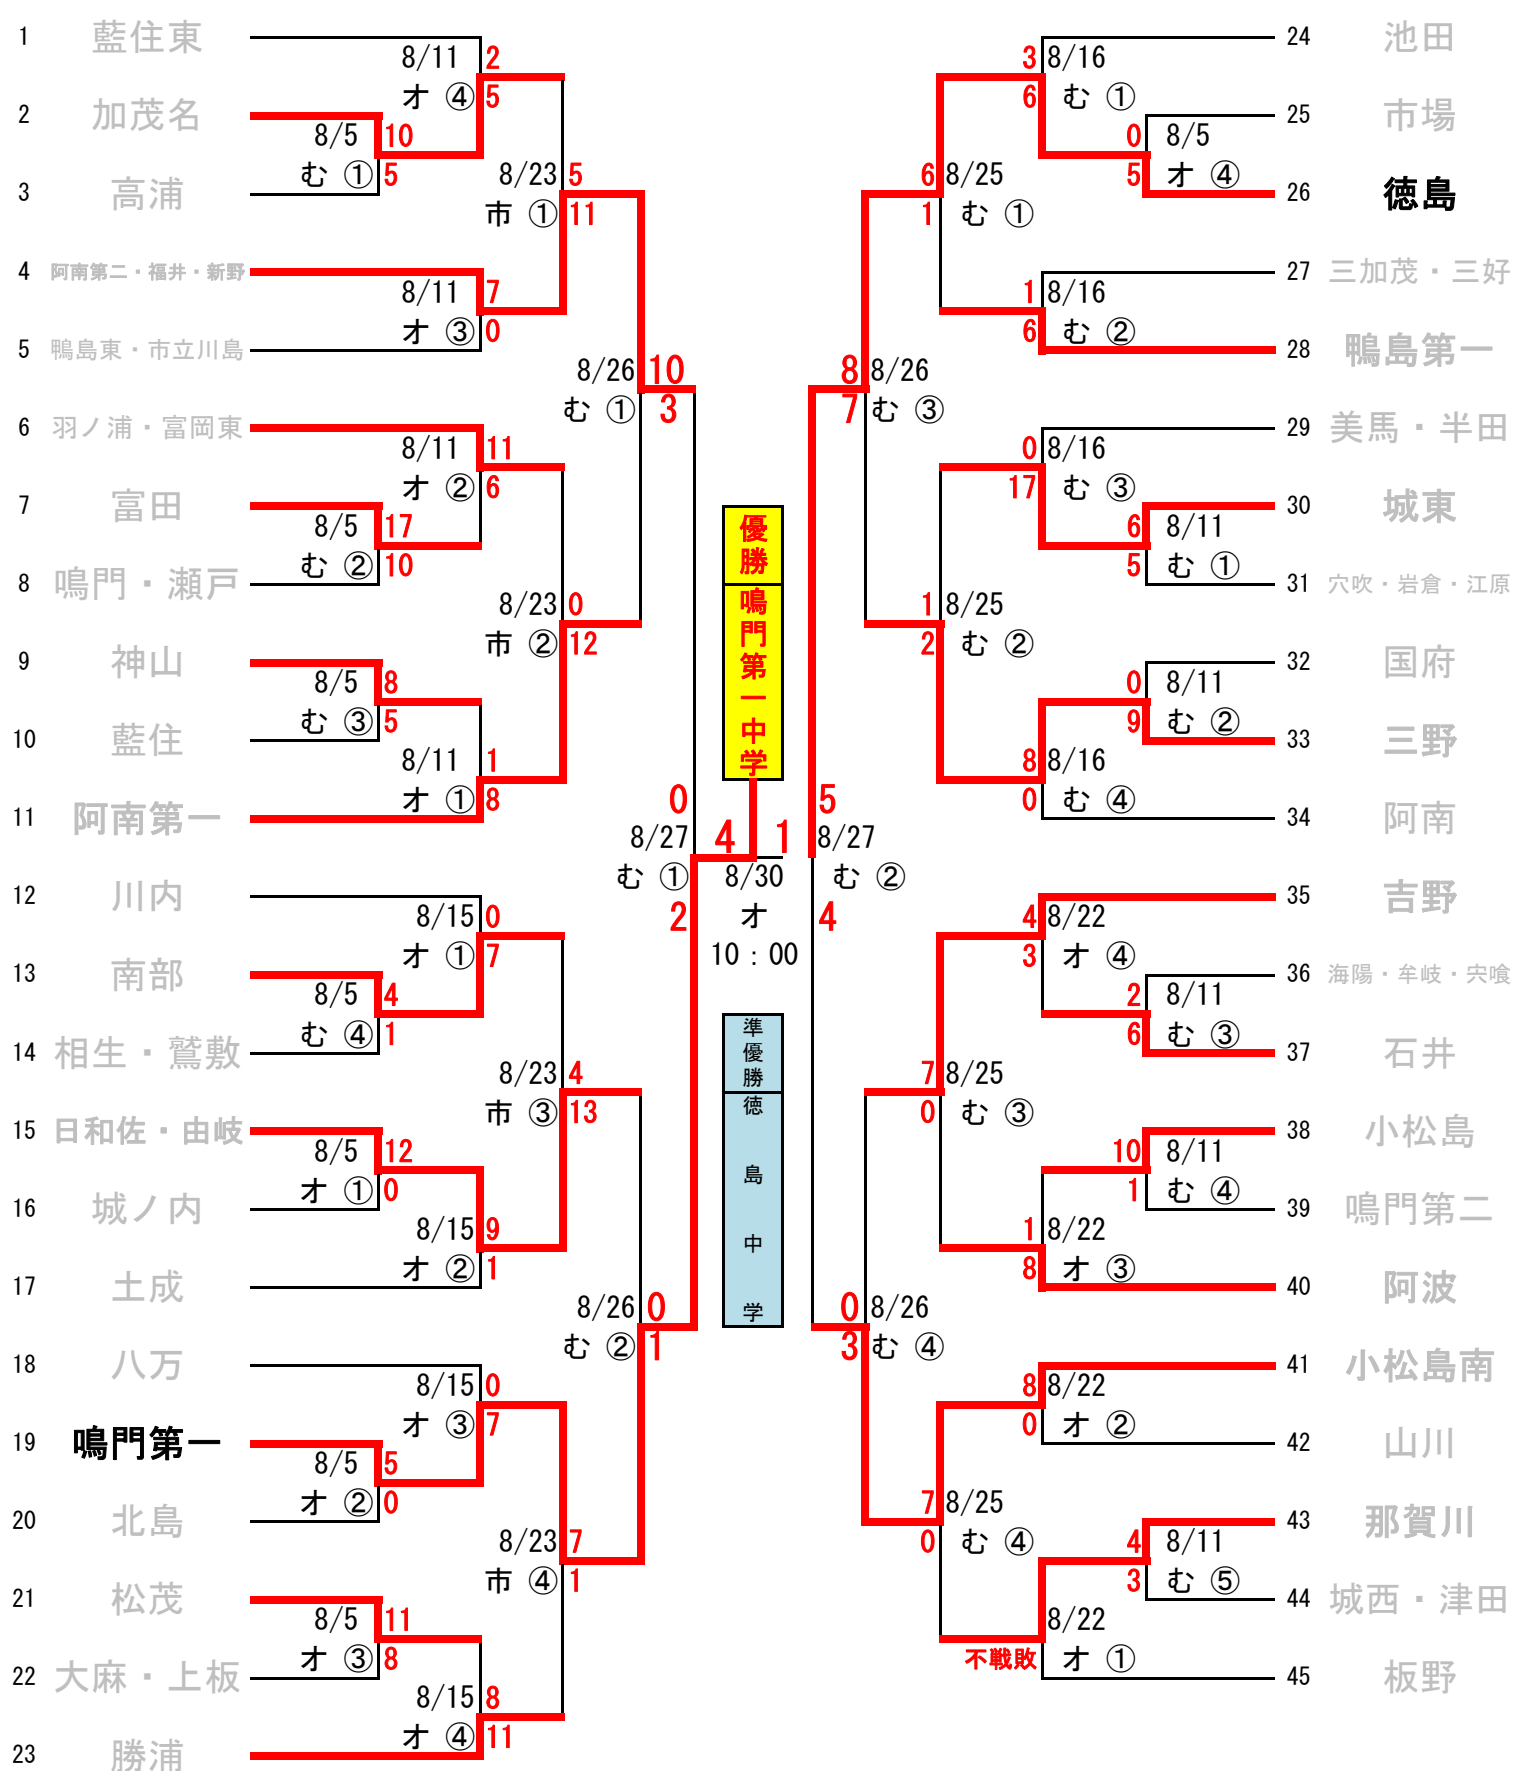 1 藍住東
8/11 2
オ ④ 5
2 加茂名
8/5 10
む ① 5
3 高浦
8/23 5
市 ① 11
4 阿南第二・福井・新野
8/11 7
オ ③ 0
5 鴨島東・市立川島
8/26 10
む ① 3
6 羽ノ浦・富岡東
8/11 11
オ ② 6
7 富田
8/5 17
む ② 10
8 鳴門・瀬戸
8/23 0
市 ② 12
9 神山
8/5 8
む ③ 5
10 藍住
8/11 1
オ ① 8
11 阿南第一
0
8/27
む ①
2
12 川内
8/15 0
オ ① 7
13 南部
8/5 4
む ④ 1
14 相生・鷲敷
8/23 4
市 ③ 13
15 日和佐・由岐
8/5 12
オ ① 0
16 城ノ内
8/15 9
オ ② 1
17 土成
8/26 0
む ② 1
18 八万
8/15 0
オ ③ 7
19 鳴門第一
8/5 5
オ ② 0
20 北島
8/23 7
市 ④ 1
21 松茂
8/5 11
オ ③ 8
22 大麻・上板
8/15 8
オ ④ 11
23 勝浦
優勝
鳴門第一中学
4 1
8/30
オ
10：00
準優勝
徳島中学
24 池田
3 8/16
6 む ①
25 市場
0 8/5
5 オ ④
26 徳島
6 8/25
1 む ①
27 三加茂・三好
1 8/16
6 む ②
28 鴨島第一
8 8/26
7 む ③
29 美馬・半田
0 8/16
17 む ③
30 城東
6 8/11
5 む ①
31 穴吹・岩倉・江原
1 8/25
2 む ②
32 国府
0 8/11
9 む ②
33 三野
8 8/16
0 む ④
34 阿南
5
8/27
む ②
4
35 吉野
4 8/22
3 オ ④
36 海陽・牟岐・宍喰
2 8/11
6 む ③
37 石井
7 8/25
0 む ③
38 小松島
10 8/11
1 む ④
39 鳴門第二
1 8/22
8 オ ③
40 阿波
0 8/26
3 む ④
41 小松島南
8 8/22
0 オ ②
42 山川
7 8/25
0 む ④
43 那賀川
4 8/11
3 む ⑤
44 城西・津田
8/22
不戦敗 オ ①
45 板野